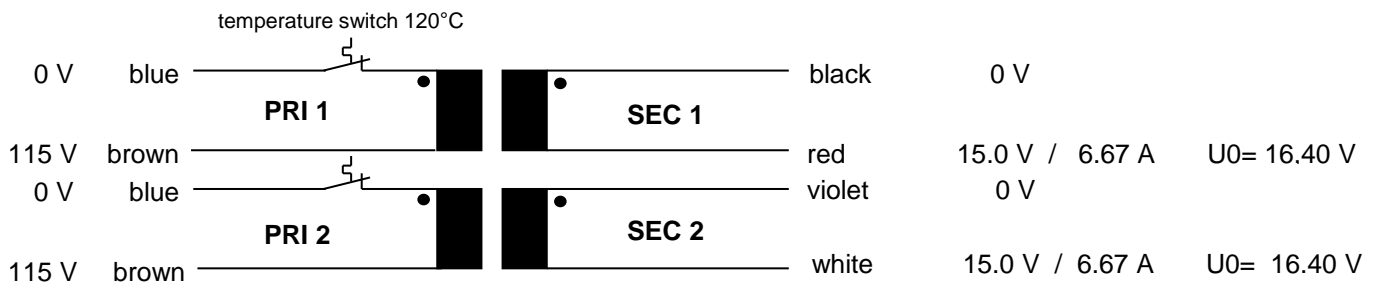 temperature switch 120°C
0 V blue black 0 V
PRI 1 SEC 1
115 V brown red 15.0 V / 6.67 A U0= 16.40 V
0 V blue violet 0 V
PRI 2 SEC 2
115 V brown white 15.0 V / 6.67 A U0= 16.40 V